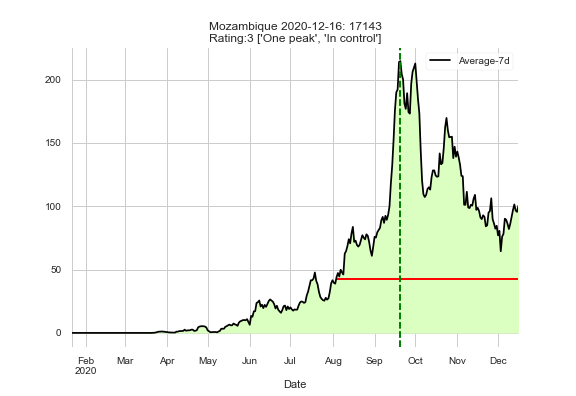 Mozambique 2020-12-16: 17143
Rating:3 ['One peak', 'In control']
Average-7d
200
150
100
50
0
Feb Mar Apr May Jun Jul Aug Sep Oct Nov Dec
2020
Date